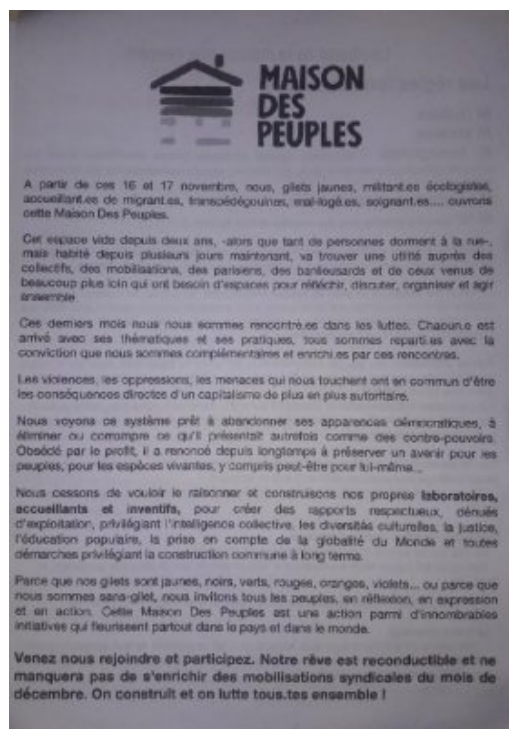 MAISON
DES
PEUPLES
A partir de ces 16 et 17 novembre, nous, gilets jaunes, militant.es écologistes,
accueillant.es de migrant.es, transpédégouines, mal-logé.es, soignant.es.... ouvrons
cette Maison Des Peuples.
Cet espace vide depuis deux ans, -alors que tant de personnes dorment à la rue-,
mais habité depuis plusieurs jours maintenant, va trouver une utilité auprès des
collectifs, des mobilisations, des parisiens, des banlieusards et de ceux venus de
beaucoup plus loin qui ont besoin d'espaces pour réfléchir, discuter, organiser et agir
ensemble
Ces derniers mois nous nous sommes rencontré.es dans les luttes. Chacun.e est
arrivé avec ses thématiques et ses pratiques, tous sommes reparti.es avec la
conviction que nous sommes complémentaires et enrichi.es par ces rencontres.
Les violences, les oppressions, les menaces qui nous touchent ont en commun d'être
les conséquences directes d'un capitalisme de plus en plus autoritaire.
Nous voyons ce système prêt à abandonner ses apparences démocratiques, à
éliminer ou corrompre ce qu'il présentait autrefois comme des contre-pouvoirs.
Obsédé par le profit, il a renoncé depuis longtemps à préserver un avenir pour les
peuples, pour les espèces vivantes, y compris peut-être pour lui-même...
Nous cessons de vouloir le raisonner et construisons nos propres laboratoires,
accueillants et inventifs, pour créer des rapports respectueux, dénués
d'exploitation, privilégiant l'intelligence collective, les diversités culturelles, la justice,
l'éducation populaire, la prise en compte de la globalité du Monde et toutes
démarches privilégiant la construction commune à long terme.
Parce que nos gilets sont jaunes, noirs, verts, rouges, oranges, violets... ou parce que
nous sommes sans-gilet, nous invitons tous les peuples, en réflexion, en expression
et en action. Cette Maison Des Peuples est une action parmi d'innombrables
initiatives qui fleurissent partout dans le pays et dans le monde.
Venez nous rejoindre et participez. Notre rêve est reconductible et ne
manquera pas de s'enrichir des mobilisations syndicales du mois de
décembre. On construit et on lutte tous.tes ensemble !